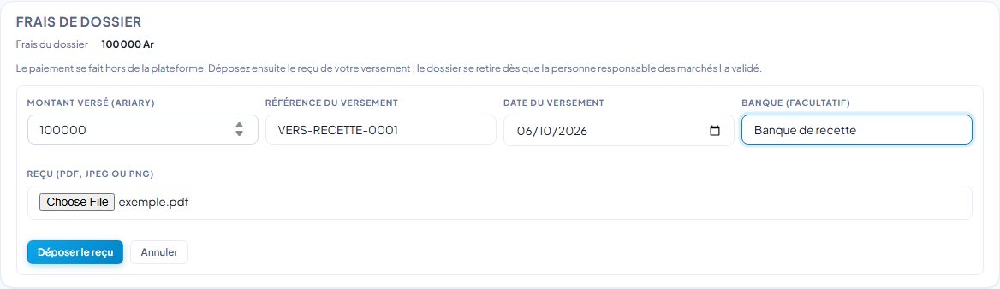 FRAIS DE DOSSIER
Frais du dossier 100 000 Ar
Le paiement se fait hors de la plateforme. Déposez ensuite le reçu de votre versement : le dossier se retire dès que la personne responsable des marchés l'a validé.
MONTANT VERSÉ (ARIARY) RÉFÉRENCE DU VERSEMENT DATE DU VERSEMENT BANQUE (FACULTATIF)
100000 VERS-RECETTE-0001 06/10/2026 Banque de recette
REÇU (PDF, JPEG OU PNG)
Choose File exemple.pdf
Déposer le reçu Annuler